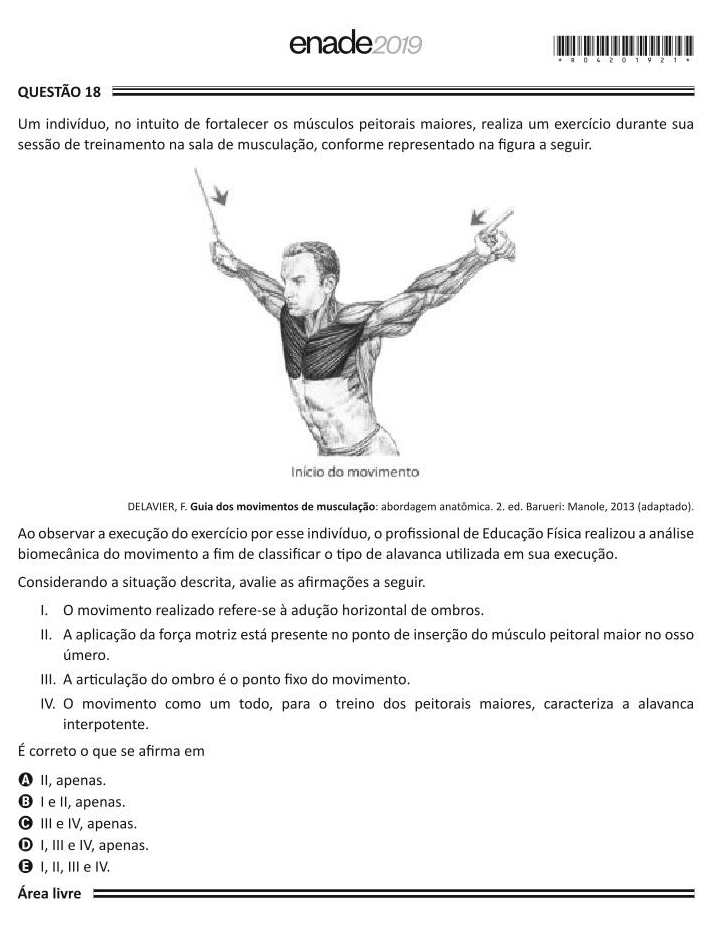 enade2019
* R 0 4 2 0 1 9 2 1 *
QUESTÃO 18
Um indivíduo, no intuito de fortalecer os músculos peitorais maiores, realiza um exercício durante sua
sessão de treinamento na sala de musculação, conforme representado na figura a seguir.
Início do movimento
DELAVIER, F. Guia dos movimentos de musculação: abordagem anatômica. 2. ed. Barueri: Manole, 2013 (adaptado).
Ao observar a execução do exercício por esse indivíduo, o profissional de Educação Física realizou a análise
biomecânica do movimento a fim de classificar o tipo de alavanca utilizada em sua execução.
Considerando a situação descrita, avalie as afirmações a seguir.
I. O movimento realizado refere-se à adução horizontal de ombros.
II. A aplicação da força motriz está presente no ponto de inserção do músculo peitoral maior no osso
úmero.
III. A articulação do ombro é o ponto fixo do movimento.
IV. O movimento como um todo, para o treino dos peitorais maiores, caracteriza a alavanca
interpotente.
É correto o que se afirma em
A II, apenas.
B I e II, apenas.
C III e IV, apenas.
D I, III e IV, apenas.
E I, II, III e IV.
Área livre